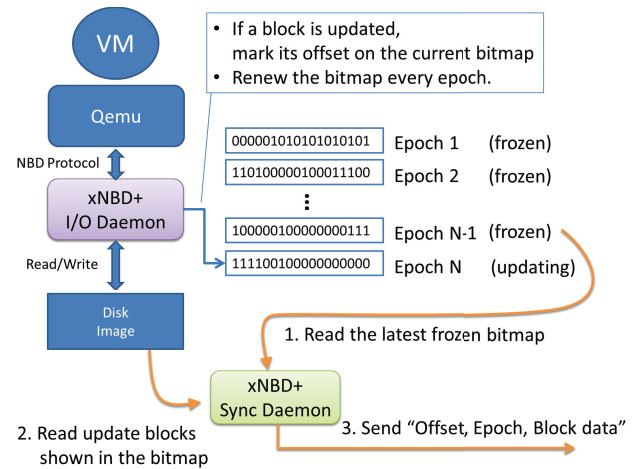 VM
• If a block is updated,
mark its offset on the current bitmap
• Renew the bitmap every epoch.
Qemu
NBD Protocol
000001010101010101 Epoch 1 (frozen)
110100000100011100 Epoch 2 (frozen)
xNBD+
I/O Daemon
100000100000000111 Epoch N-1 (frozen)
Read/Write
111100100000000000 Epoch N (updating)
Disk
Image
1. Read the latest frozen bitmap
xNBD+
Sync Daemon
2. Read update blocks
shown in the bitmap
3. Send “Offset, Epoch, Block data”